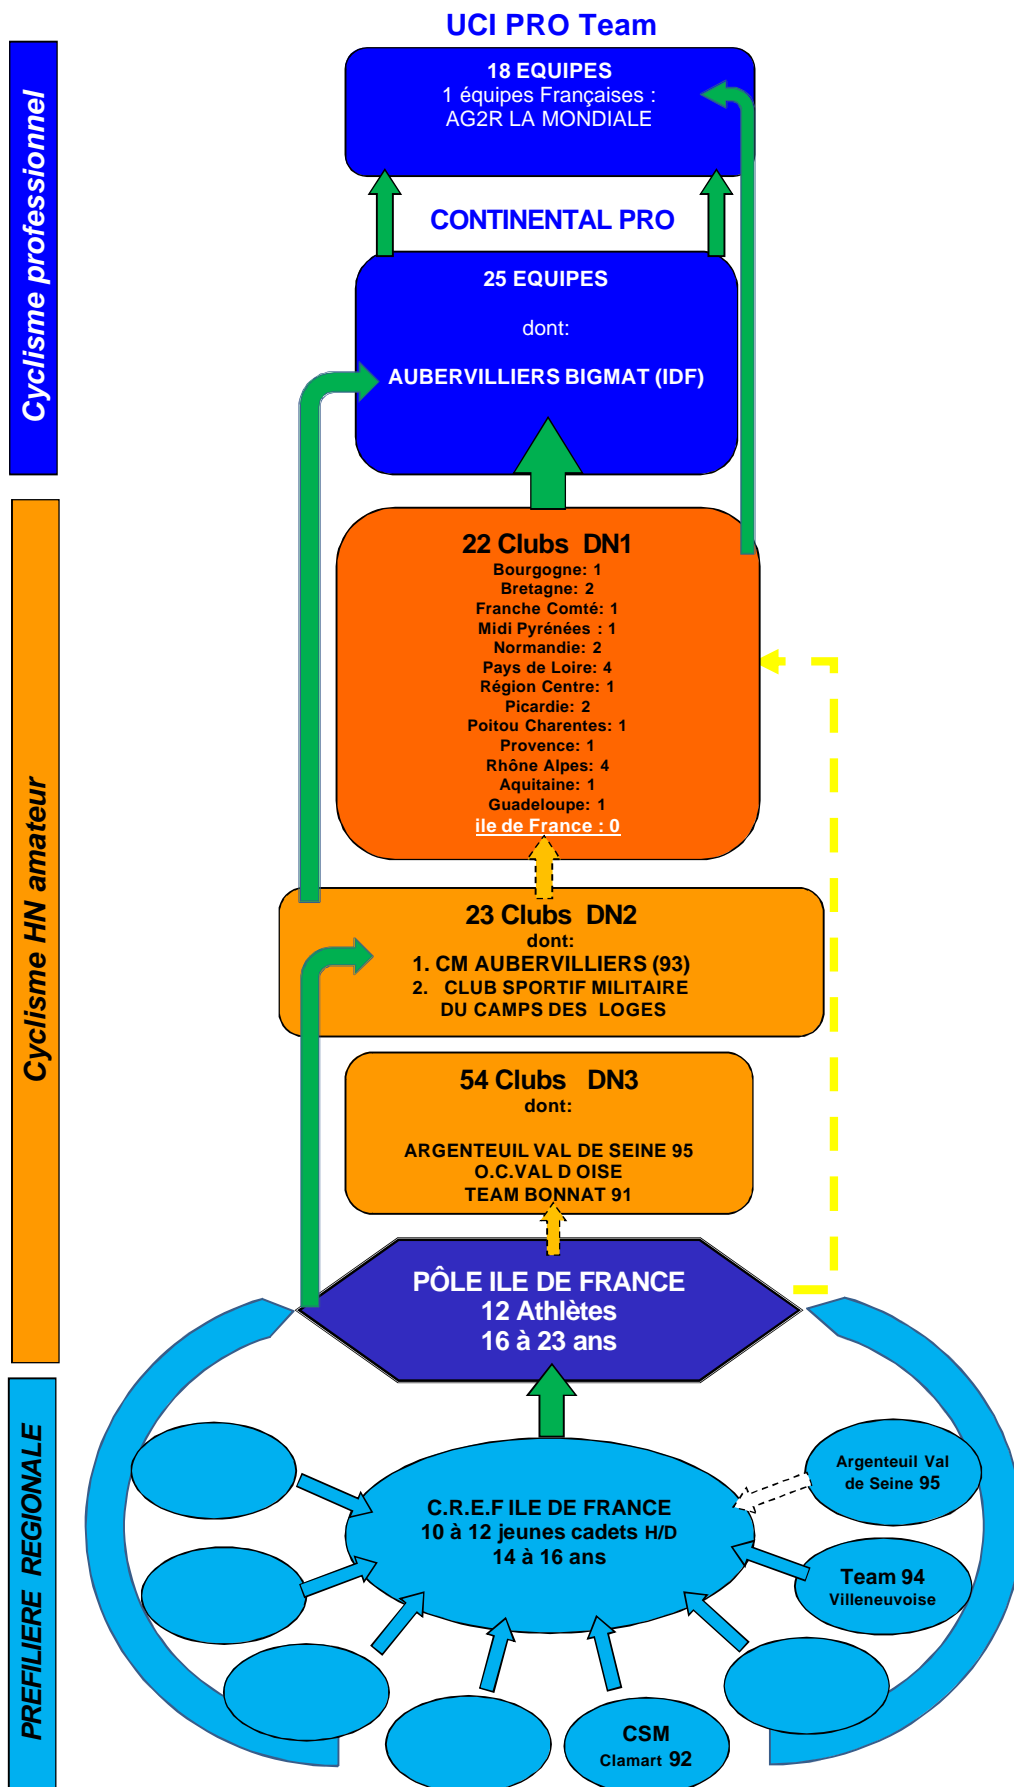 UCI PRO Team
Cyclisme professionnel
18 EQUIPES
1 équipes Françaises :
AG2R LA MONDIALE
CONTINENTAL PRO
25 EQUIPES
dont:
AUBERVILLIERS BIGMAT (IDF)
Cyclisme HN amateur
22 Clubs DN1
Bourgogne: 1
Bretagne: 2
Franche Comté: 1
Midi Pyrénées : 1
Normandie: 2
Pays de Loire: 4
Région Centre: 1
Picardie: 2
Poitou Charentes: 1
Provence: 1
Rhône Alpes: 4
Aquitaine: 1
Guadeloupe: 1
ile de France : 0
23 Clubs DN2
dont:
1. CM AUBERVILLIERS (93)
2. CLUB SPORTIF MILITAIRE
DU CAMPS DES LOGES
54 Clubs DN3
dont:
ARGENTEUIL VAL DE SEINE 95
O.C.VAL D OISE
TEAM BONNAT 91
PÔLE ILE DE FRANCE
12 Athlètes
16 à 23 ans
PREFILIERE REGIONALE
C.R.E.F ILE DE FRANCE
10 à 12 jeunes cadets H/D
14 à 16 ans
Argenteuil Val
de Seine 95
Team 94
Villeneuvoise
CSM
Clamart 92